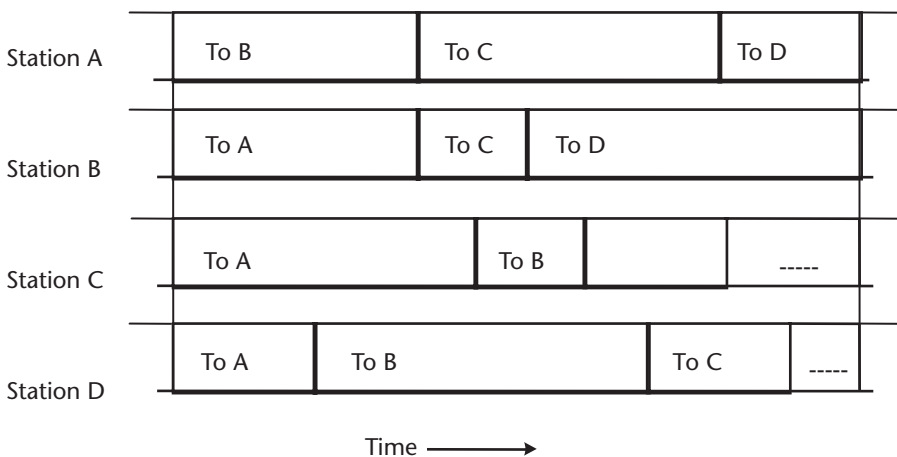 Station A To B To C To D
Station B To A To C To D
Station C To A To B -----
Station D To A To B To C -----
Time